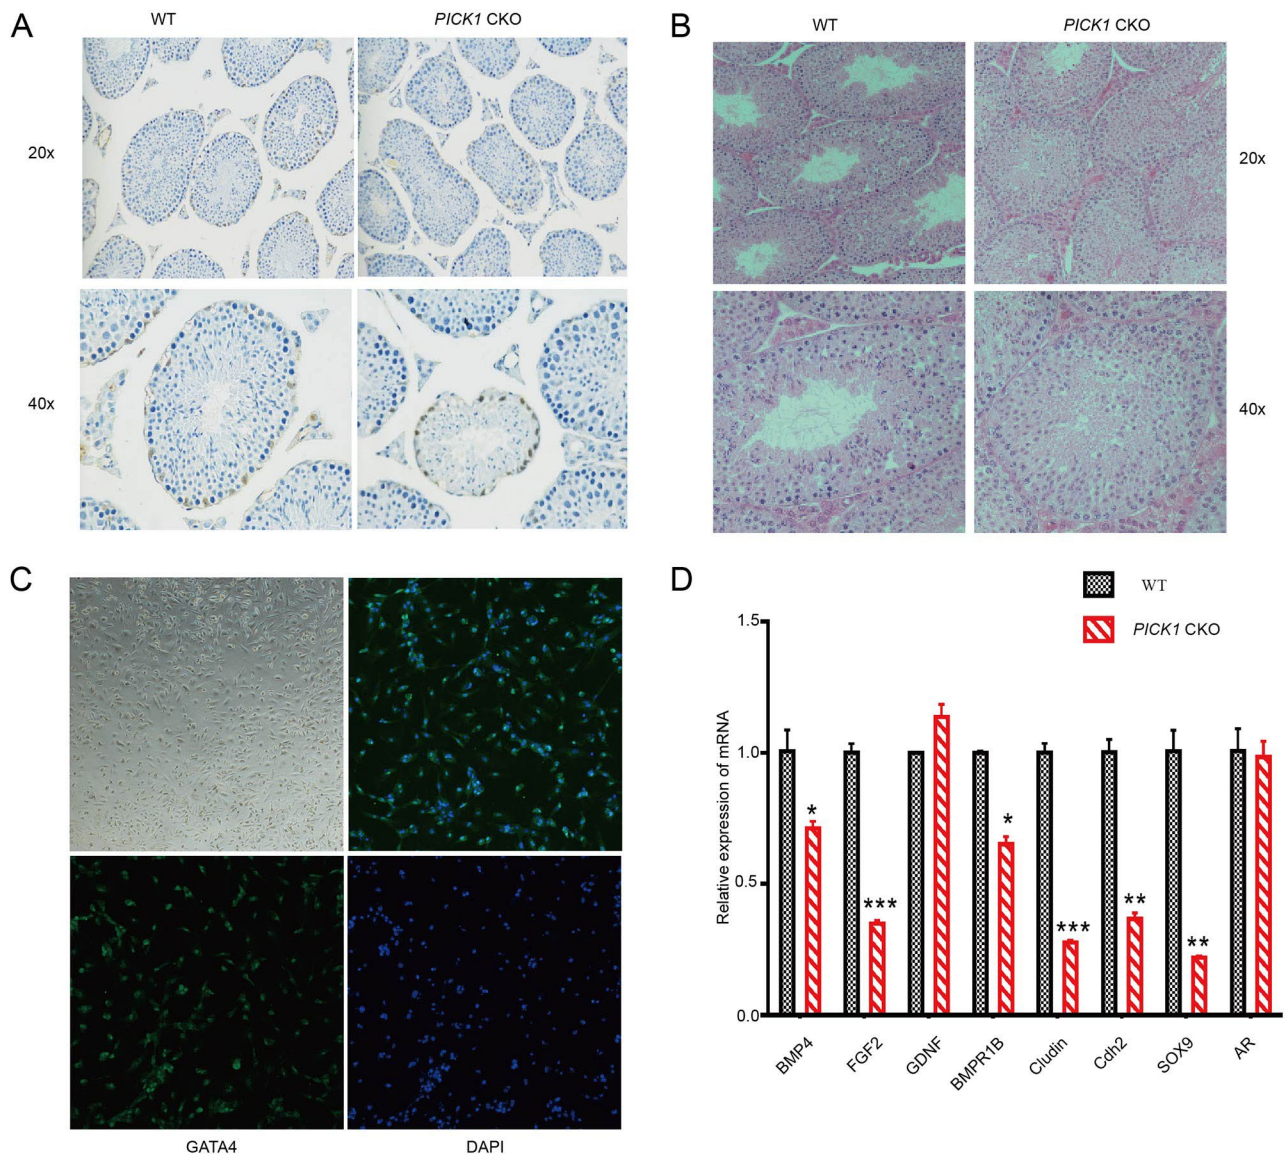 A
WT
PICK1 CKO
20x
40x
B
WT
PICK1 CKO
20x
40x
C
GATA4
DAPI
D
WT
PICK1 CKO
Relative expression of mRNA
1.5
1.0
0.5
0.0
*
***
*
***
**
**
BMP4
FGF2
GDNF
BMPR1B
Cludin
Cdh2
SOX9
AR